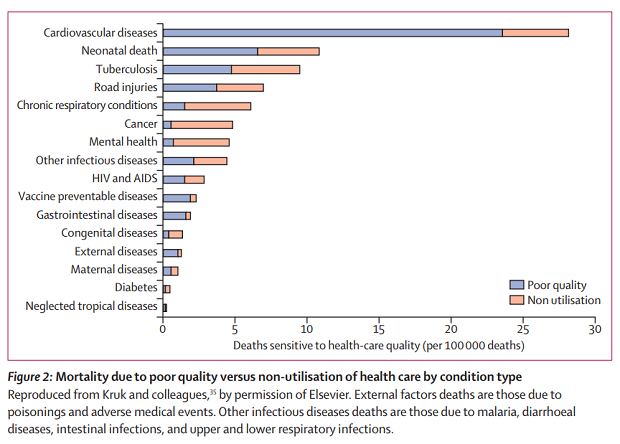 Cardiovascular diseases
Neonatal death
Tuberculosis
Road injuries
Chronic respiratory conditions
Cancer
Mental health
Other infectious diseases
HIV and AIDS
Vaccine preventable diseases
Gastrointestinal diseases
Congenital diseases
External diseases
Maternal diseases
Diabetes
Neglected tropical diseases
Poor quality
Non utilisation
0 5 10 15 20 25 30
Deaths sensitive to health-care quality (per 100 000 deaths)
Figure 2: Mortality due to poor quality versus non-utilisation of health care by condition type
Reproduced from Kruk and colleagues,³⁵ by permission of Elsevier. External factors deaths are those due to
poisonings and adverse medical events. Other infectious diseases deaths are those due to malaria, diarrhoeal
diseases, intestinal infections, and upper and lower respiratory infections.